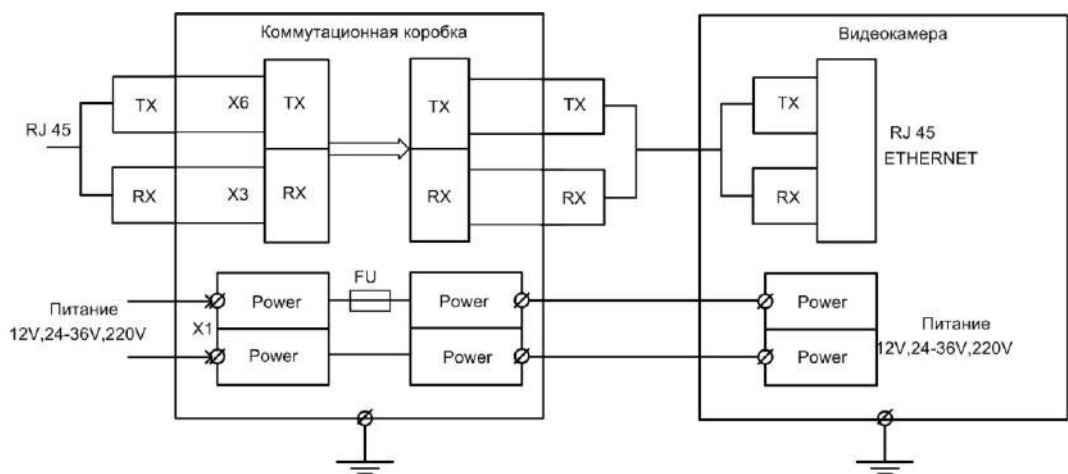 Коммутационная коробка
Видеокамера
TX
X6
TX
TX
TX
TX
RJ 45
RJ 45
ETHERNET
RX
X3
RX
RX
RX
RX
FU
Питание
12V,24-36V,220V
X1
Power
Power
Power
Power
Power
Power
Питание
12V,24-36V,220V